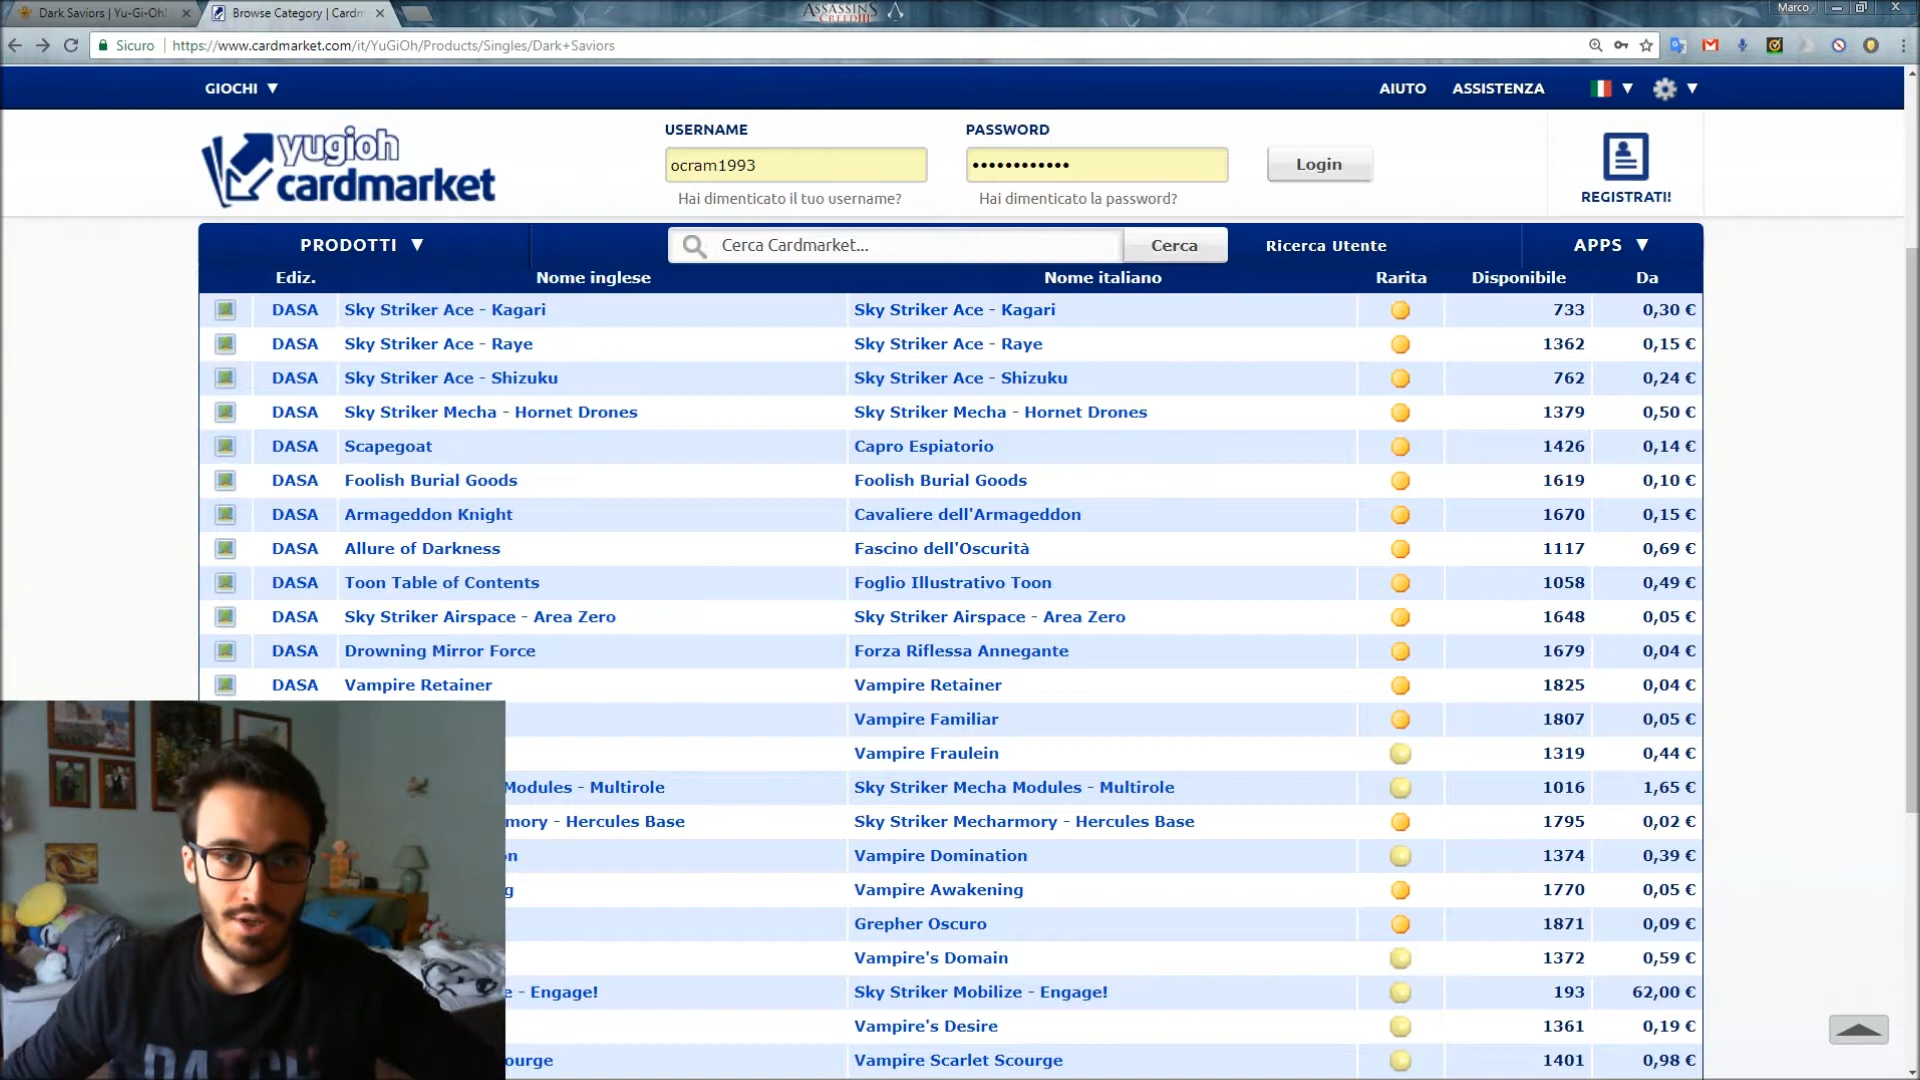 Dark Saviors | Yu-Gi-Oh!
Browse Category | Cardm
ASSASSIN'S CREED III
Marco
Sicuro
https://www.cardmarket.com/it/YuGiOh/Products/Singles/Dark+Saviors
GIOCHI ▼
AIUTO
ASSISTENZA
yugioh cardmarket
USERNAME
PASSWORD
ocram1993
••••••••••••
Login
Hai dimenticato il tuo username?
Hai dimenticato la password?
REGISTRATI!
PRODOTTI ▼
Cerca Cardmarket...
Cerca
Ricerca Utente
APPS ▼
Ediz. Nome inglese Nome italiano Rarita Disponibile Da
DASA Sky Striker Ace - Kagari Sky Striker Ace - Kagari 733 0,30 €
DASA Sky Striker Ace - Raye Sky Striker Ace - Raye 1362 0,15 €
DASA Sky Striker Ace - Shizuku Sky Striker Ace - Shizuku 762 0,24 €
DASA Sky Striker Mecha - Hornet Drones Sky Striker Mecha - Hornet Drones 1379 0,50 €
DASA Scapegoat Capro Espiatorio 1426 0,14 €
DASA Foolish Burial Goods Foolish Burial Goods 1619 0,10 €
DASA Armageddon Knight Cavaliere dell'Armageddon 1670 0,15 €
DASA Allure of Darkness Fascino dell'Oscurità 1117 0,69 €
DASA Toon Table of Contents Foglio Illustrativo Toon 1058 0,49 €
DASA Sky Striker Airspace - Area Zero Sky Striker Airspace - Area Zero 1648 0,05 €
DASA Drowning Mirror Force Forza Riflessa Annegante 1679 0,04 €
DASA Vampire Retainer Vampire Retainer 1825 0,04 €
Vampire Familiar 1807 0,05 €
Vampire Fraulein 1319 0,44 €
Modules - Multirole Sky Striker Mecha Modules - Multirole 1016 1,65 €
mory - Hercules Base Sky Striker Mecharmory - Hercules Base 1795 0,02 €
on Vampire Domination 1374 0,39 €
g Vampire Awakening 1770 0,05 €
Grepher Oscuro 1871 0,09 €
Vampire's Domain 1372 0,59 €
e - Engage! Sky Striker Mobilize - Engage! 193 62,00 €
Vampire's Desire 1361 0,19 €
ourge Vampire Scarlet Scourge 1401 0,98 €